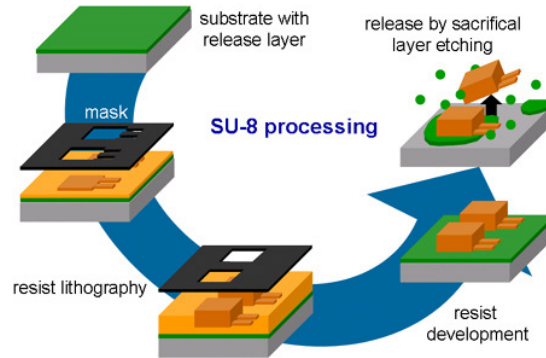 substrate with
release layer
mask
SU-8 processing
release by sacrifical
layer etching
resist lithography
resist
development